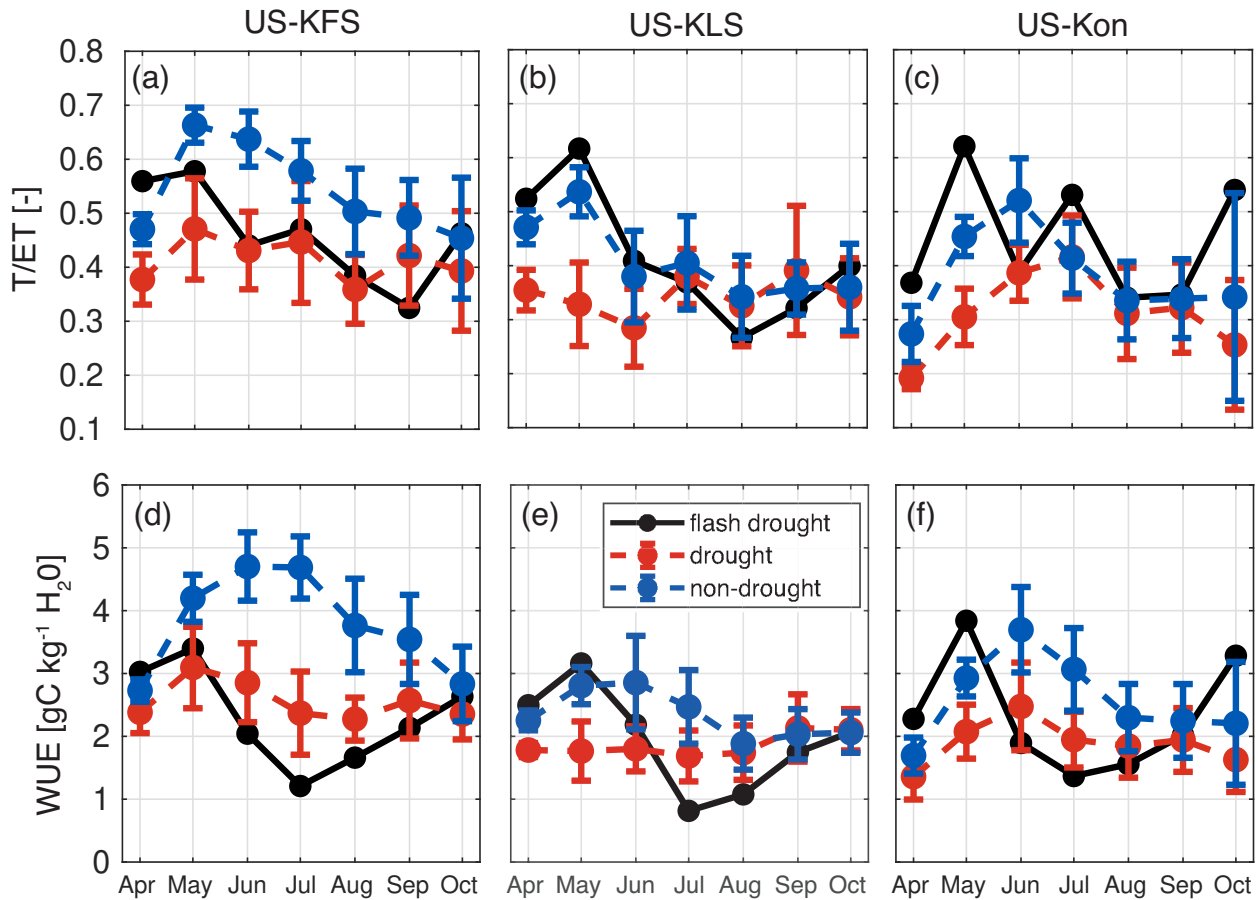 US-KFS
US-KLS
US-Kon
(a)
(b)
(c)
T/ET [-]
0.8
0.7
0.6
0.5
0.4
0.3
0.2
0.1
(d)
(e)
(f)
flash drought
drought
non-drought
WUE [gC kg⁻¹ H₂0]
6
5
4
3
2
1
0
Apr May Jun Jul Aug Sep Oct
Apr May Jun Jul Aug Sep Oct
Apr May Jun Jul Aug Sep Oct